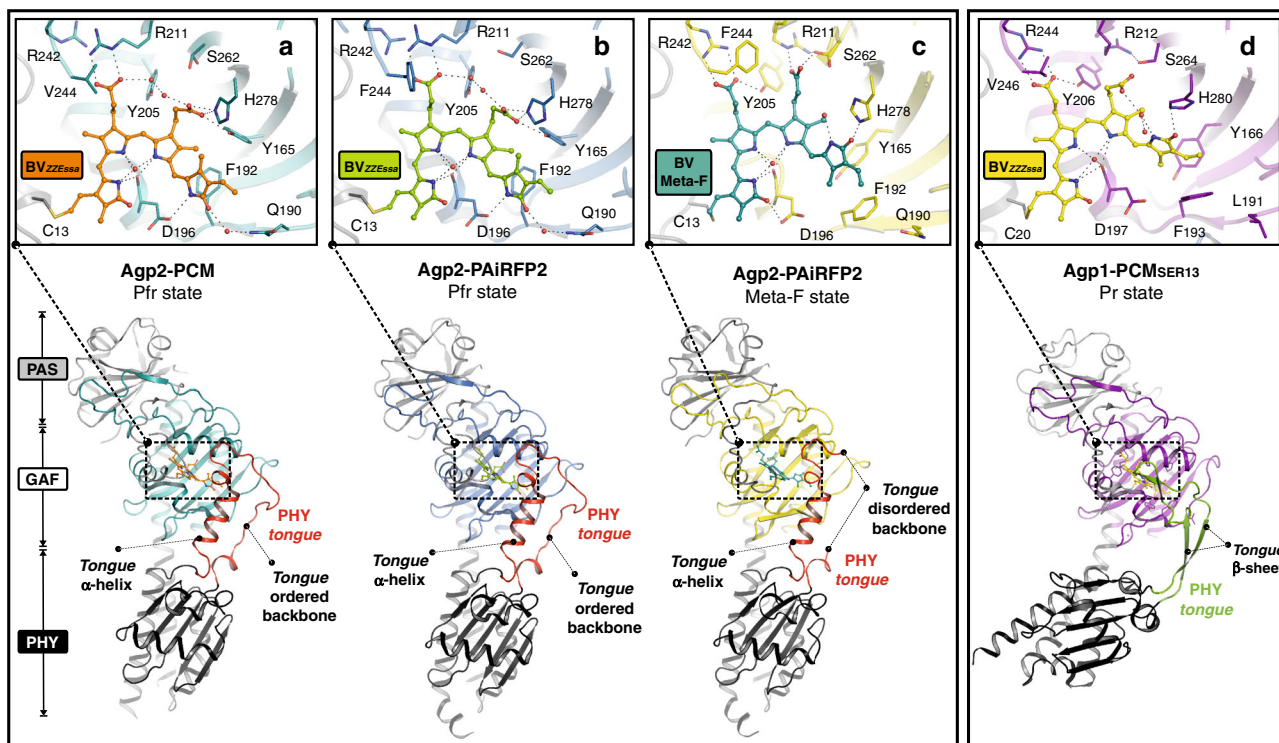 a
R242
R211
S262
V244
Y205
H278
Y165
BVZZEssa
F192
Q190
C13
D196
b
R242
R211
S262
F244
Y205
H278
Y165
BVZZEssa
F192
Q190
C13
D196
c
R242
F244
R211
S262
Y205
H278
Y165
BV
Meta-F
F192
Q190
C13
D196
d
R244
R212
S264
V246
Y206
H280
Y166
BVZZZssa
L191
C20
D197
F193
Agp2-PCM
Pfr state
Agp2-PAiRFP2
Pfr state
Agp2-PAiRFP2
Meta-F state
Agp1-PCMSER13
Pr state
PAS
GAF
PHY
PHY
tongue
Tongue
α-helix
Tongue
ordered
backbone
PHY
tongue
Tongue
α-helix
Tongue
ordered
backbone
Tongue
disordered
backbone
Tongue
α-helix
PHY
tongue
Tongue
β-sheet
PHY
tongue